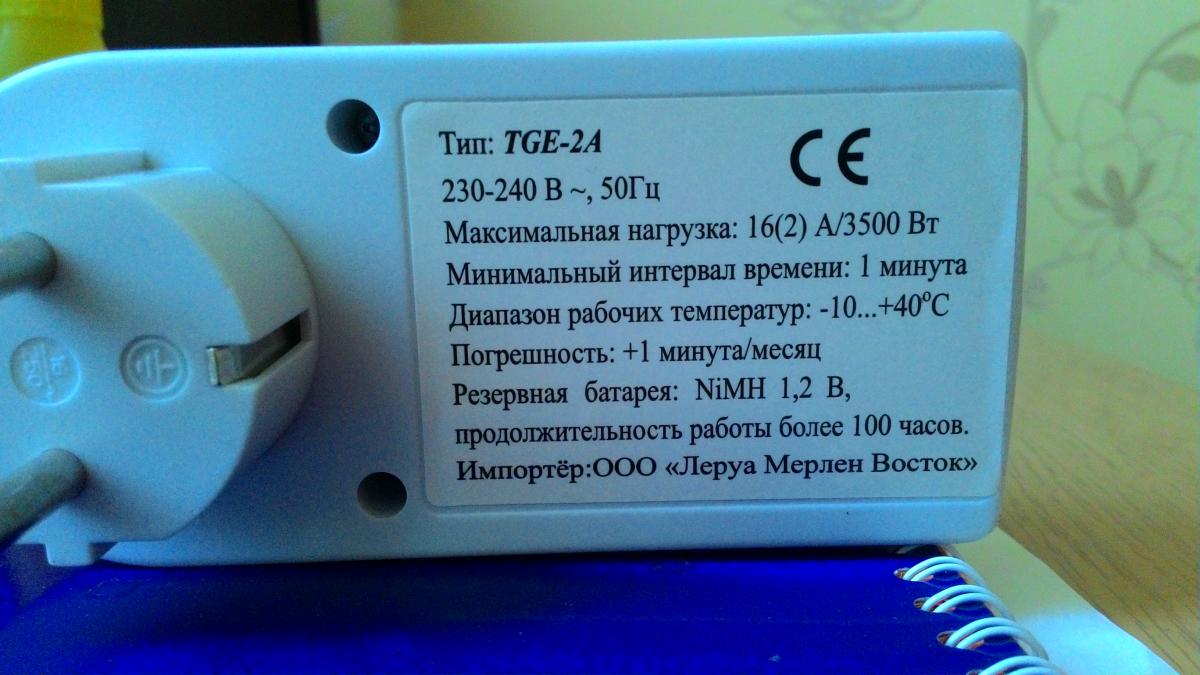 Тип: TGE-2A
CE
230-240 В ~, 50Гц
Максимальная нагрузка: 16(2) А/3500 Вт
Минимальный интервал времени: 1 минута
Диапазон рабочих температур: -10...+40°С
Погрешность: +1 минута/месяц
Резервная батарея: NiMH 1,2 В,
продолжительность работы более 100 часов.
Импортёр:ООО «Леруа Мерлен Восток»
16
250~